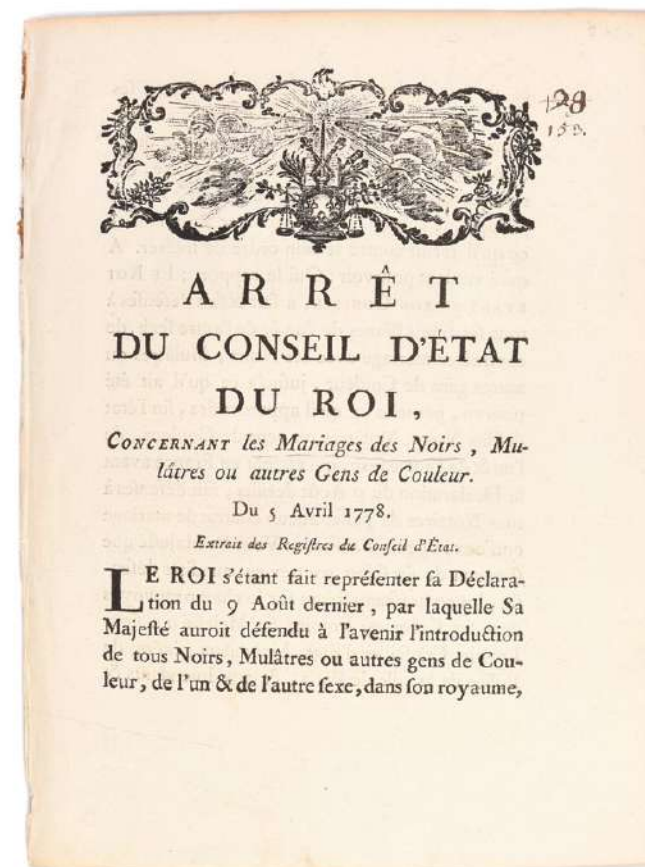 128
153.
ARRÊT
DU CONSEIL D'ÉTAT
DU ROI,
CONCERNANT les Mariages des Noirs, Mu-
lâtres ou autres Gens de Couleur.
Du 5 Avril 1778.
Extrait des Regiſtres du Conſeil d'État.
LE ROI s'étant fait repréſenter ſa Déclara-
tion du 9 Août dernier, par laquelle Sa
Majeſté auroit défendu à l'avenir l'introduction
de tous Noirs, Mulâtres ou autres gens de Cou-
leur, de l'un & de l'autre ſexe, dans ſon royaume,